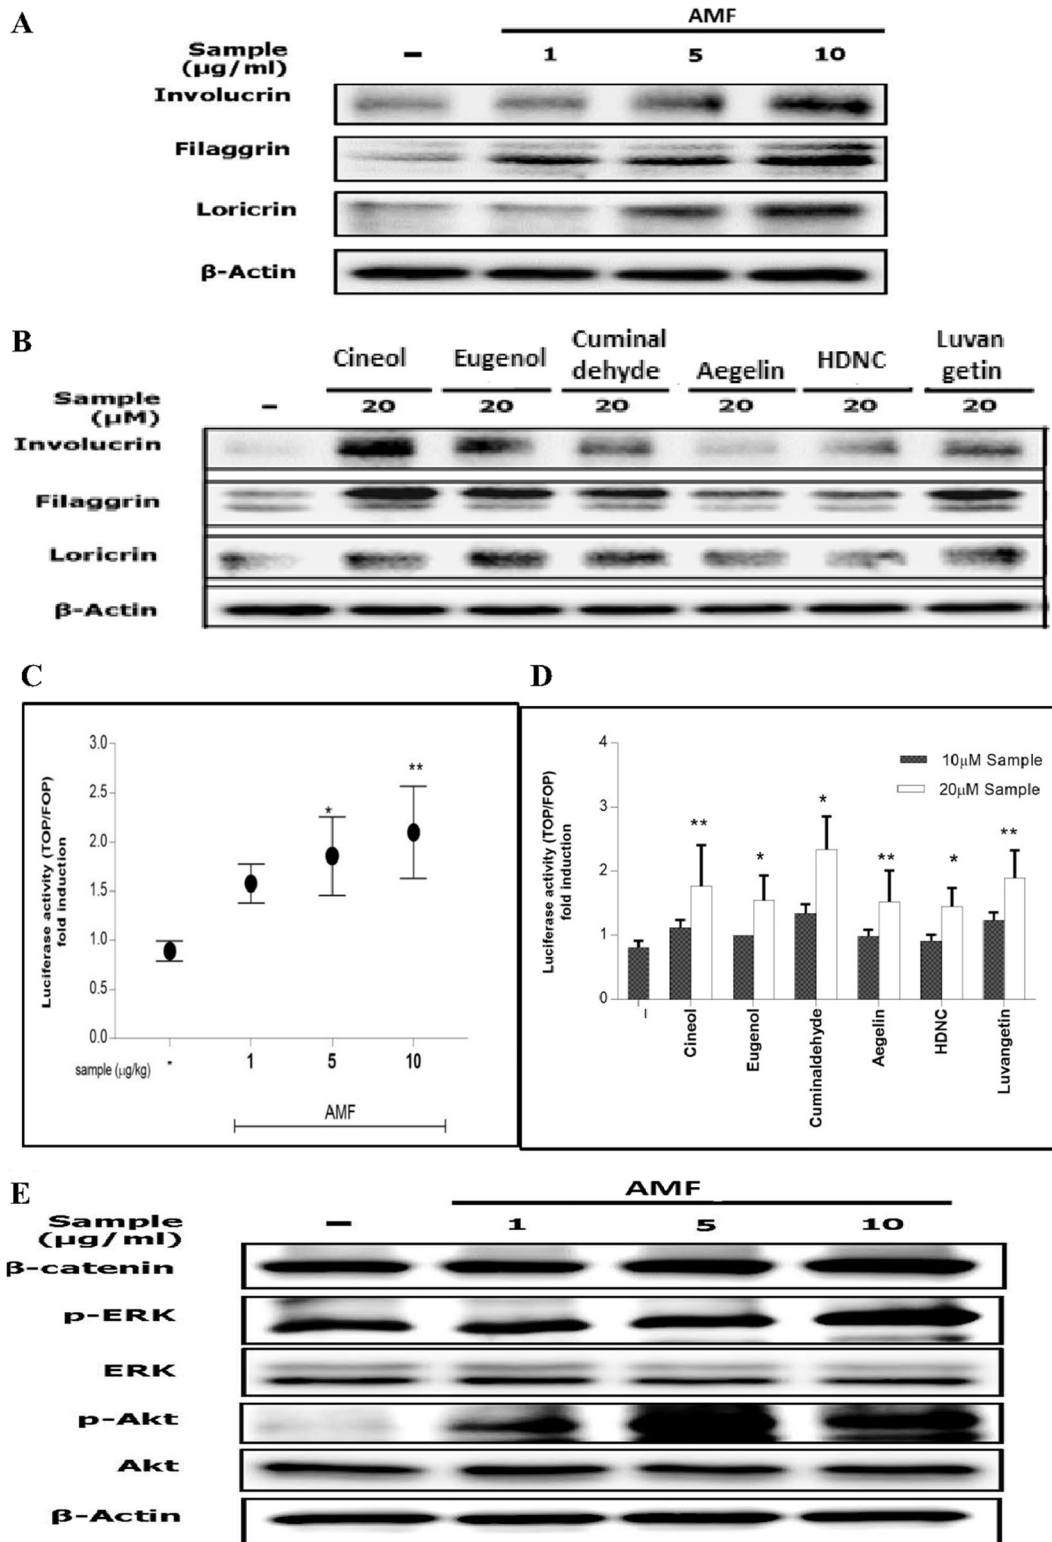 A
AMF
Sample
(μg/ml)
– 1 5 10
Involucrin
Filaggrin
Loricrin
β-Actin
B
Cineol Eugenol Cuminal
dehyde Aegelin HDNC Luvan
getin
Sample
(μM)
– 20 20 20 20 20 20
Involucrin
Filaggrin
Loricrin
β-Actin
C
Luciferase activity (TOP/FOP)
fold induction
3.0
2.5
2.0
1.5
1.0
0.5
0.0
*
**
sample (μg/kg) - 1 5 10
AMF
D
Luciferase activity (TOP/FOP)
fold induction
4
3
2
1
0
10μM Sample
20μM Sample
** * * ** * **
– Cineol Eugenol Cuminaldehyde Aegelin HDNC Luvangetin
E
AMF
Sample
(μg/ml)
– 1 5 10
β-catenin
p-ERK
ERK
p-Akt
Akt
β-Actin